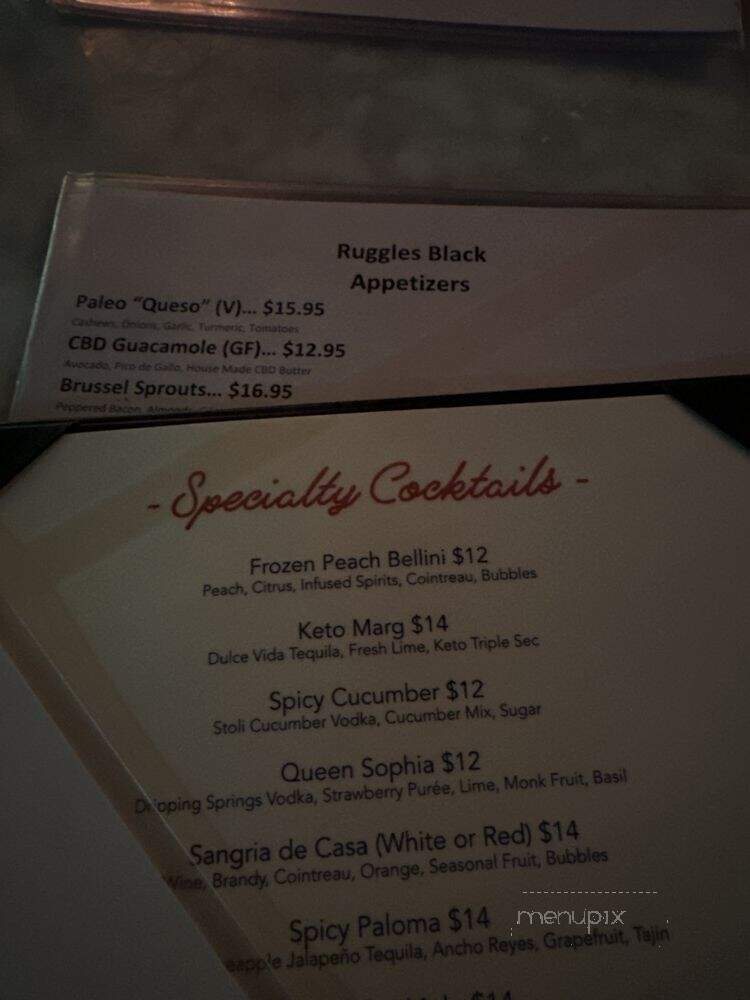 Ruggles Black
Appetizers
Paleo "Queso" (V)... $15.95
Cashews, Onions, Garlic, Turmeric, Tomatoes
CBD Guacamole (GF)... $12.95
Avocado, Pico de Gallo, House Made CBD Butter
Brussel Sprouts... $16.95
Peppered Bacon, Almonds,
- Specialty Cocktails -
Frozen Peach Bellini $12
Peach, Citrus, Infused Spirits, Cointreau, Bubbles
Keto Marg $14
Dulce Vida Tequila, Fresh Lime, Keto Triple Sec
Spicy Cucumber $12
Stoli Cucumber Vodka, Cucumber Mix, Sugar
Queen Sophia $12
Dripping Springs Vodka, Strawberry Purée, Lime, Monk Fruit, Basil
Sangria de Casa (White or Red) $14
Wine, Brandy, Cointreau, Orange, Seasonal Fruit, Bubbles
Spicy Paloma $14
eapple Jalapeño Tequila, Ancho Reyes, Grapefruit, Tajin
$14
menupix